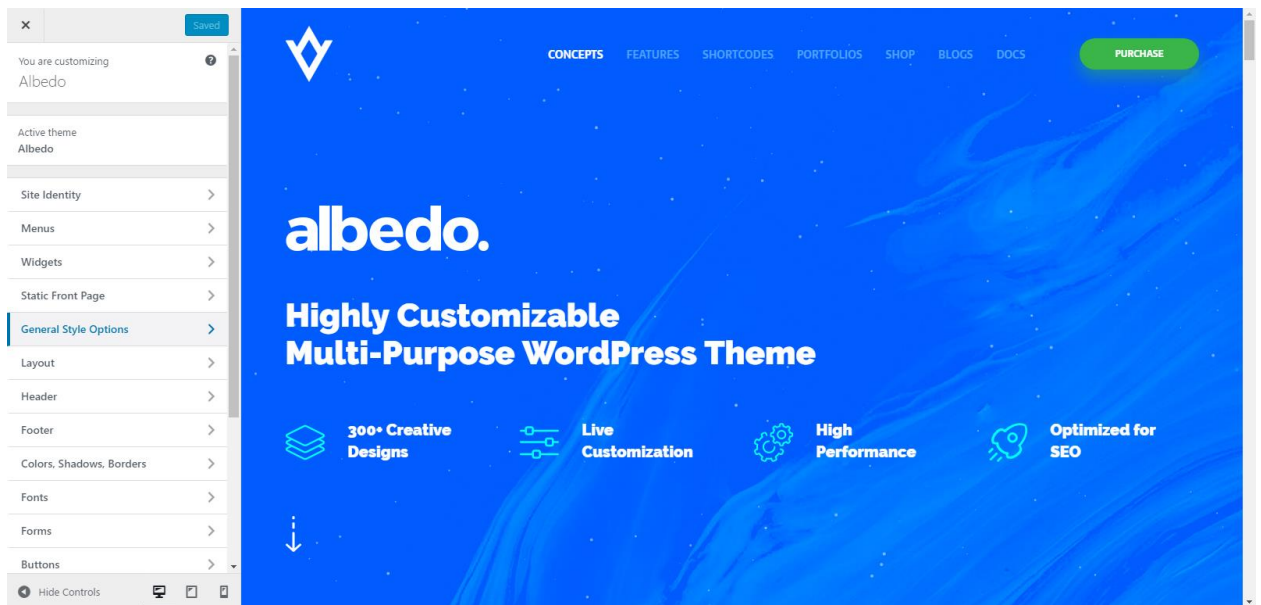 Saved
You are customizing
Albedo
Active theme
Albedo
Site Identity
Menus
Widgets
Static Front Page
General Style Options
Layout
Header
Footer
Colors, Shadows, Borders
Fonts
Forms
Buttons
Hide Controls
CONCEPTS FEATURES SHORTCODES PORTFOLIOS SHOP BLOGS DOCS PURCHASE
albedo.
Highly Customizable
Multi-Purpose WordPress Theme
300+ Creative
Designs
Live
Customization
High
Performance
Optimized for
SEO